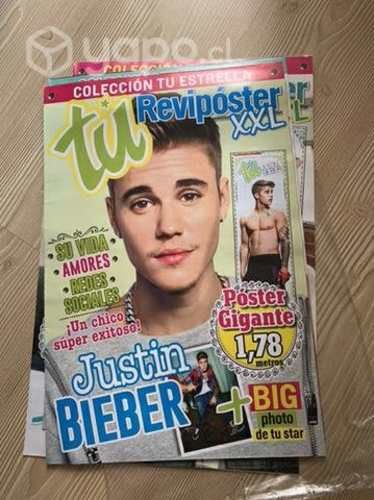 yapo.cl
COLECCIÓN TU ESTRELLA
tú
Revipóster
XXL
SU VIDA
AMORES
REDES
SOCIALES
¡Un chico
súper exitoso!
Póster
Gigante
1,78
metros
Justin
BIEBER
+
BIG
photo
de tu star